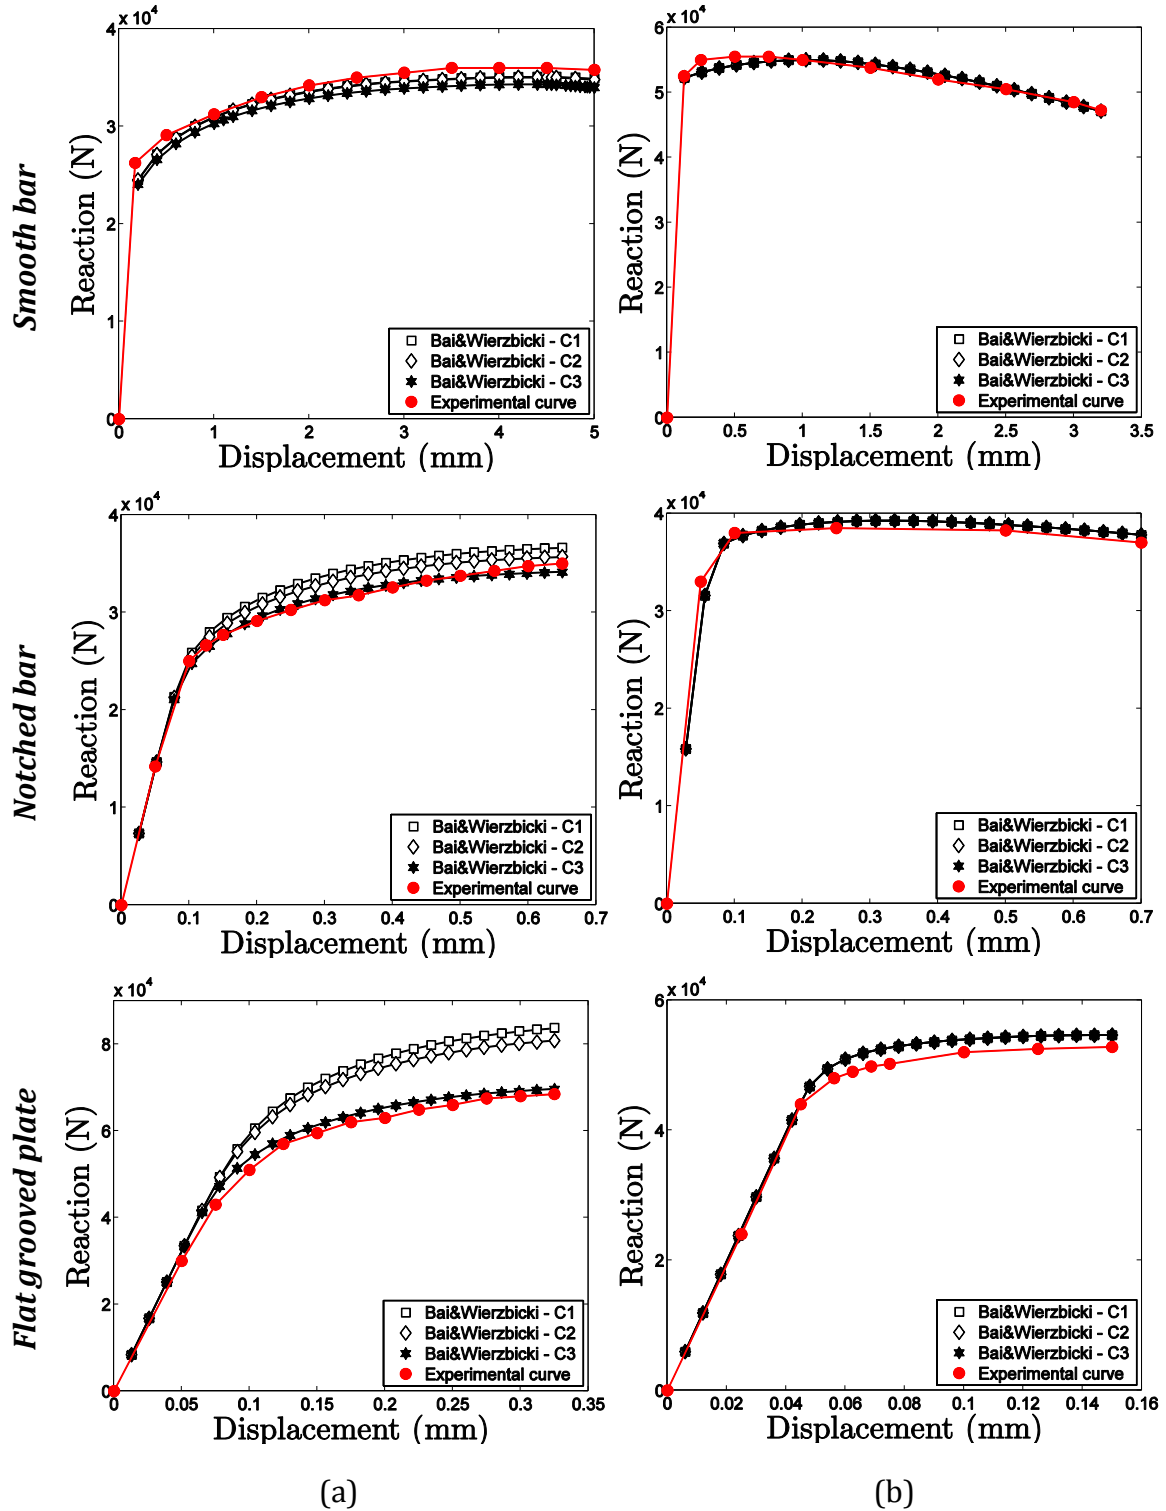 Smooth bar
x 10^4
4
3
2
1
0
Reaction (N)
0 1 2 3 4 5
Displacement (mm)
Bai&Wierzbicki - C1
Bai&Wierzbicki - C2
Bai&Wierzbicki - C3
Experimental curve
x 10^4
6
5
4
3
2
1
0
Reaction (N)
0 0.5 1 1.5 2 2.5 3 3.5
Displacement (mm)
Bai&Wierzbicki - C1
Bai&Wierzbicki - C2
Bai&Wierzbicki - C3
Experimental curve
Notched bar
x 10^4
4
3
2
1
0
Reaction (N)
0 0.1 0.2 0.3 0.4 0.5 0.6 0.7
Displacement (mm)
Bai&Wierzbicki - C1
Bai&Wierzbicki - C2
Bai&Wierzbicki - C3
Experimental curve
x 10^4
4
3
2
1
0
Reaction (N)
0 0.1 0.2 0.3 0.4 0.5 0.6 0.7
Displacement (mm)
Bai&Wierzbicki - C1
Bai&Wierzbicki - C2
Bai&Wierzbicki - C3
Experimental curve
Flat grooved plate
x 10^4
8
6
4
2
0
Reaction (N)
0 0.05 0.1 0.15 0.2 0.25 0.3 0.35
Displacement (mm)
Bai&Wierzbicki - C1
Bai&Wierzbicki - C2
Bai&Wierzbicki - C3
Experimental curve
x 10^4
6
4
2
0
Reaction (N)
0 0.02 0.04 0.06 0.08 0.1 0.12 0.14 0.16
Displacement (mm)
Bai&Wierzbicki - C1
Bai&Wierzbicki - C2
Bai&Wierzbicki - C3
Experimental curve
(a)
(b)